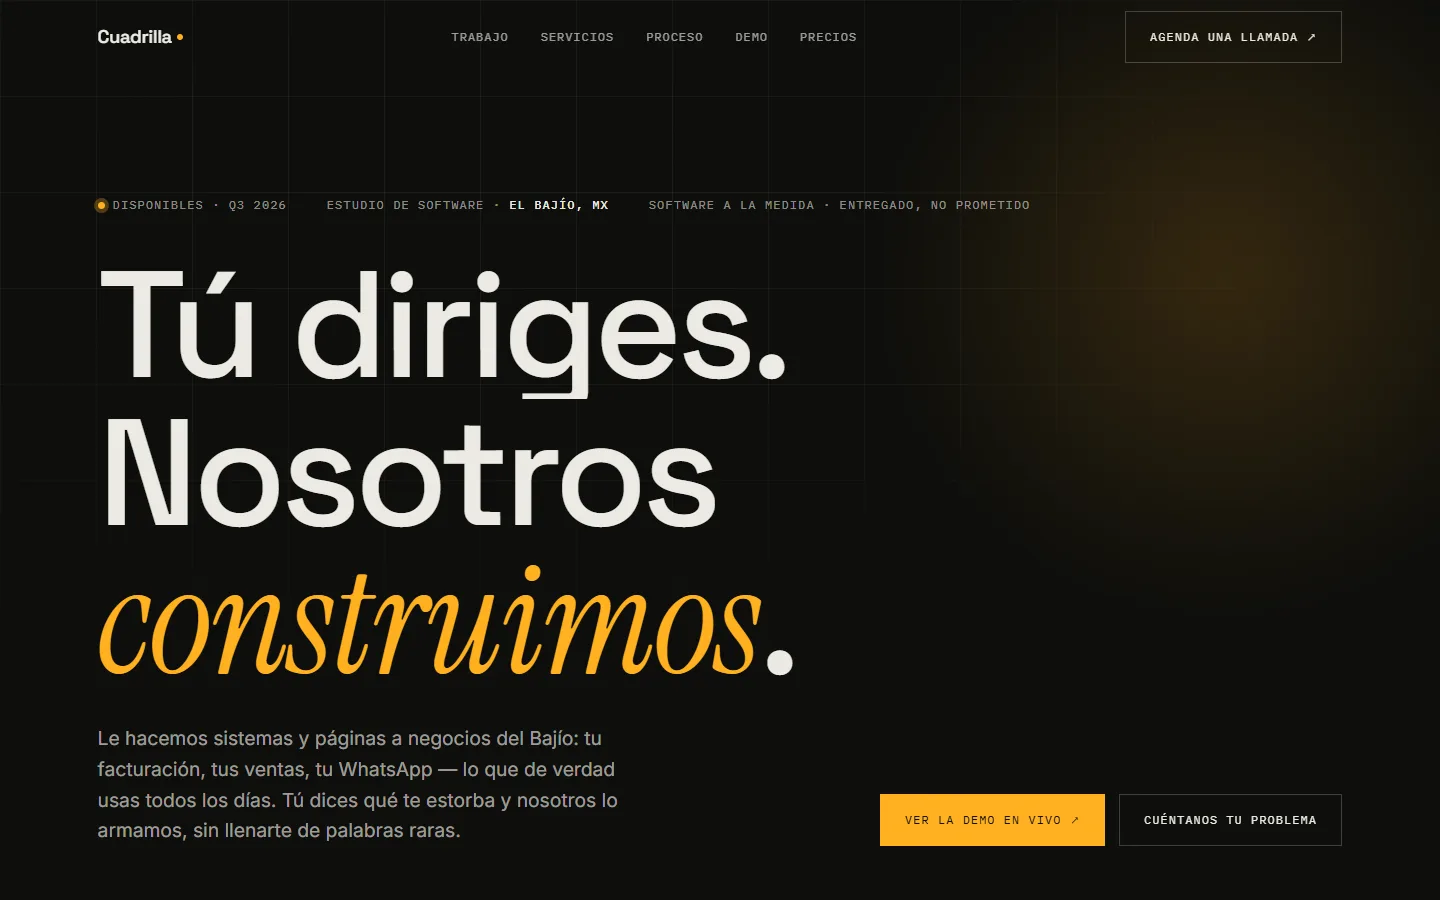 Cuadrilla
TRABAJO SERVICIOS PROCESO DEMO PRECIOS
AGENDA UNA LLAMADA ↗
DISPONIBLES · Q3 2026 ESTUDIO DE SOFTWARE · EL BAJÍO, MX SOFTWARE A LA MEDIDA · ENTREGADO, NO PROMETIDO
Tú diriges.
Nosotros
construimos.
Le hacemos sistemas y páginas a negocios del Bajío: tu
facturación, tus ventas, tu WhatsApp — lo que de verdad
usas todos los días. Tú dices qué te estorba y nosotros lo
armamos, sin llenarte de palabras raras.
VER LA DEMO EN VIVO ↗
CUÉNTANOS TU PROBLEMA